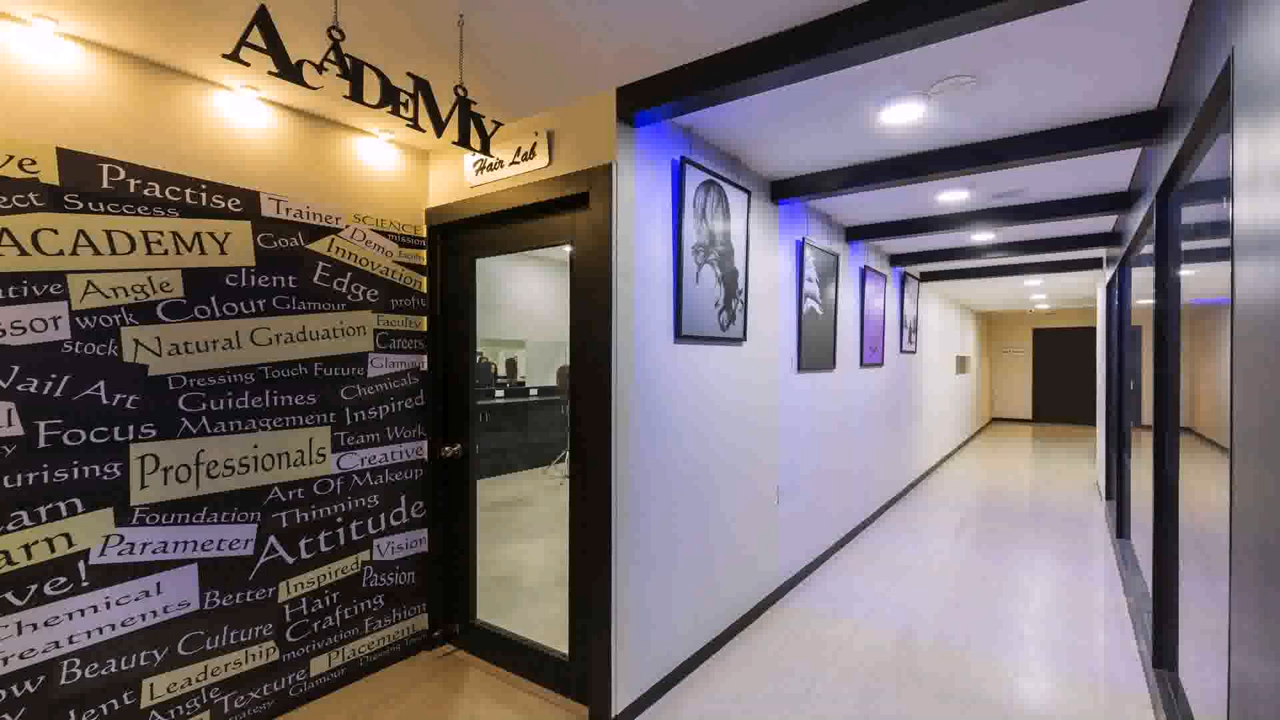 ACADEMY
Hair Lab
Practise
Success
Trainer
SCIENCE
mission
ACADEMY
Goal
Demo
Innovation
Angle
client
Edge
work
Colour
Glamour
profit
stock
Natural Graduation
Faculty
Careers
Dressing Touch Future
Glamour
Nail Art
Guidelines
Chemicals
Focus
Management
Inspired
Professionals
Team Work
Creative
Art Of Makeup
Foundation
Thinning
Parameter
Attitude
Vision
Chemical
Treatments
Better
Inspired
Passion
Hair
Crafting
Beauty Culture
motivation
Fashion
Leadership
Placement
Angle
Texture
Glamour